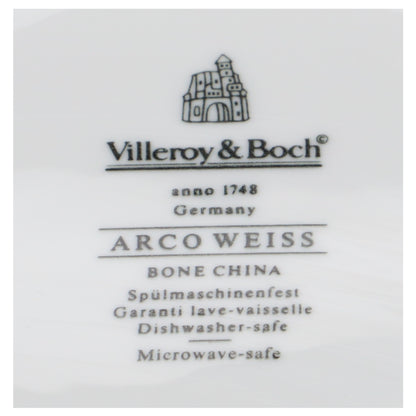 Villeroy & Boch©
anno 1748
Germany
ARCO WEISS
BONE CHINA
Spülmaschinenfest
Garanti lave-vaisselle
Dishwasher-safe
Microwave-safe